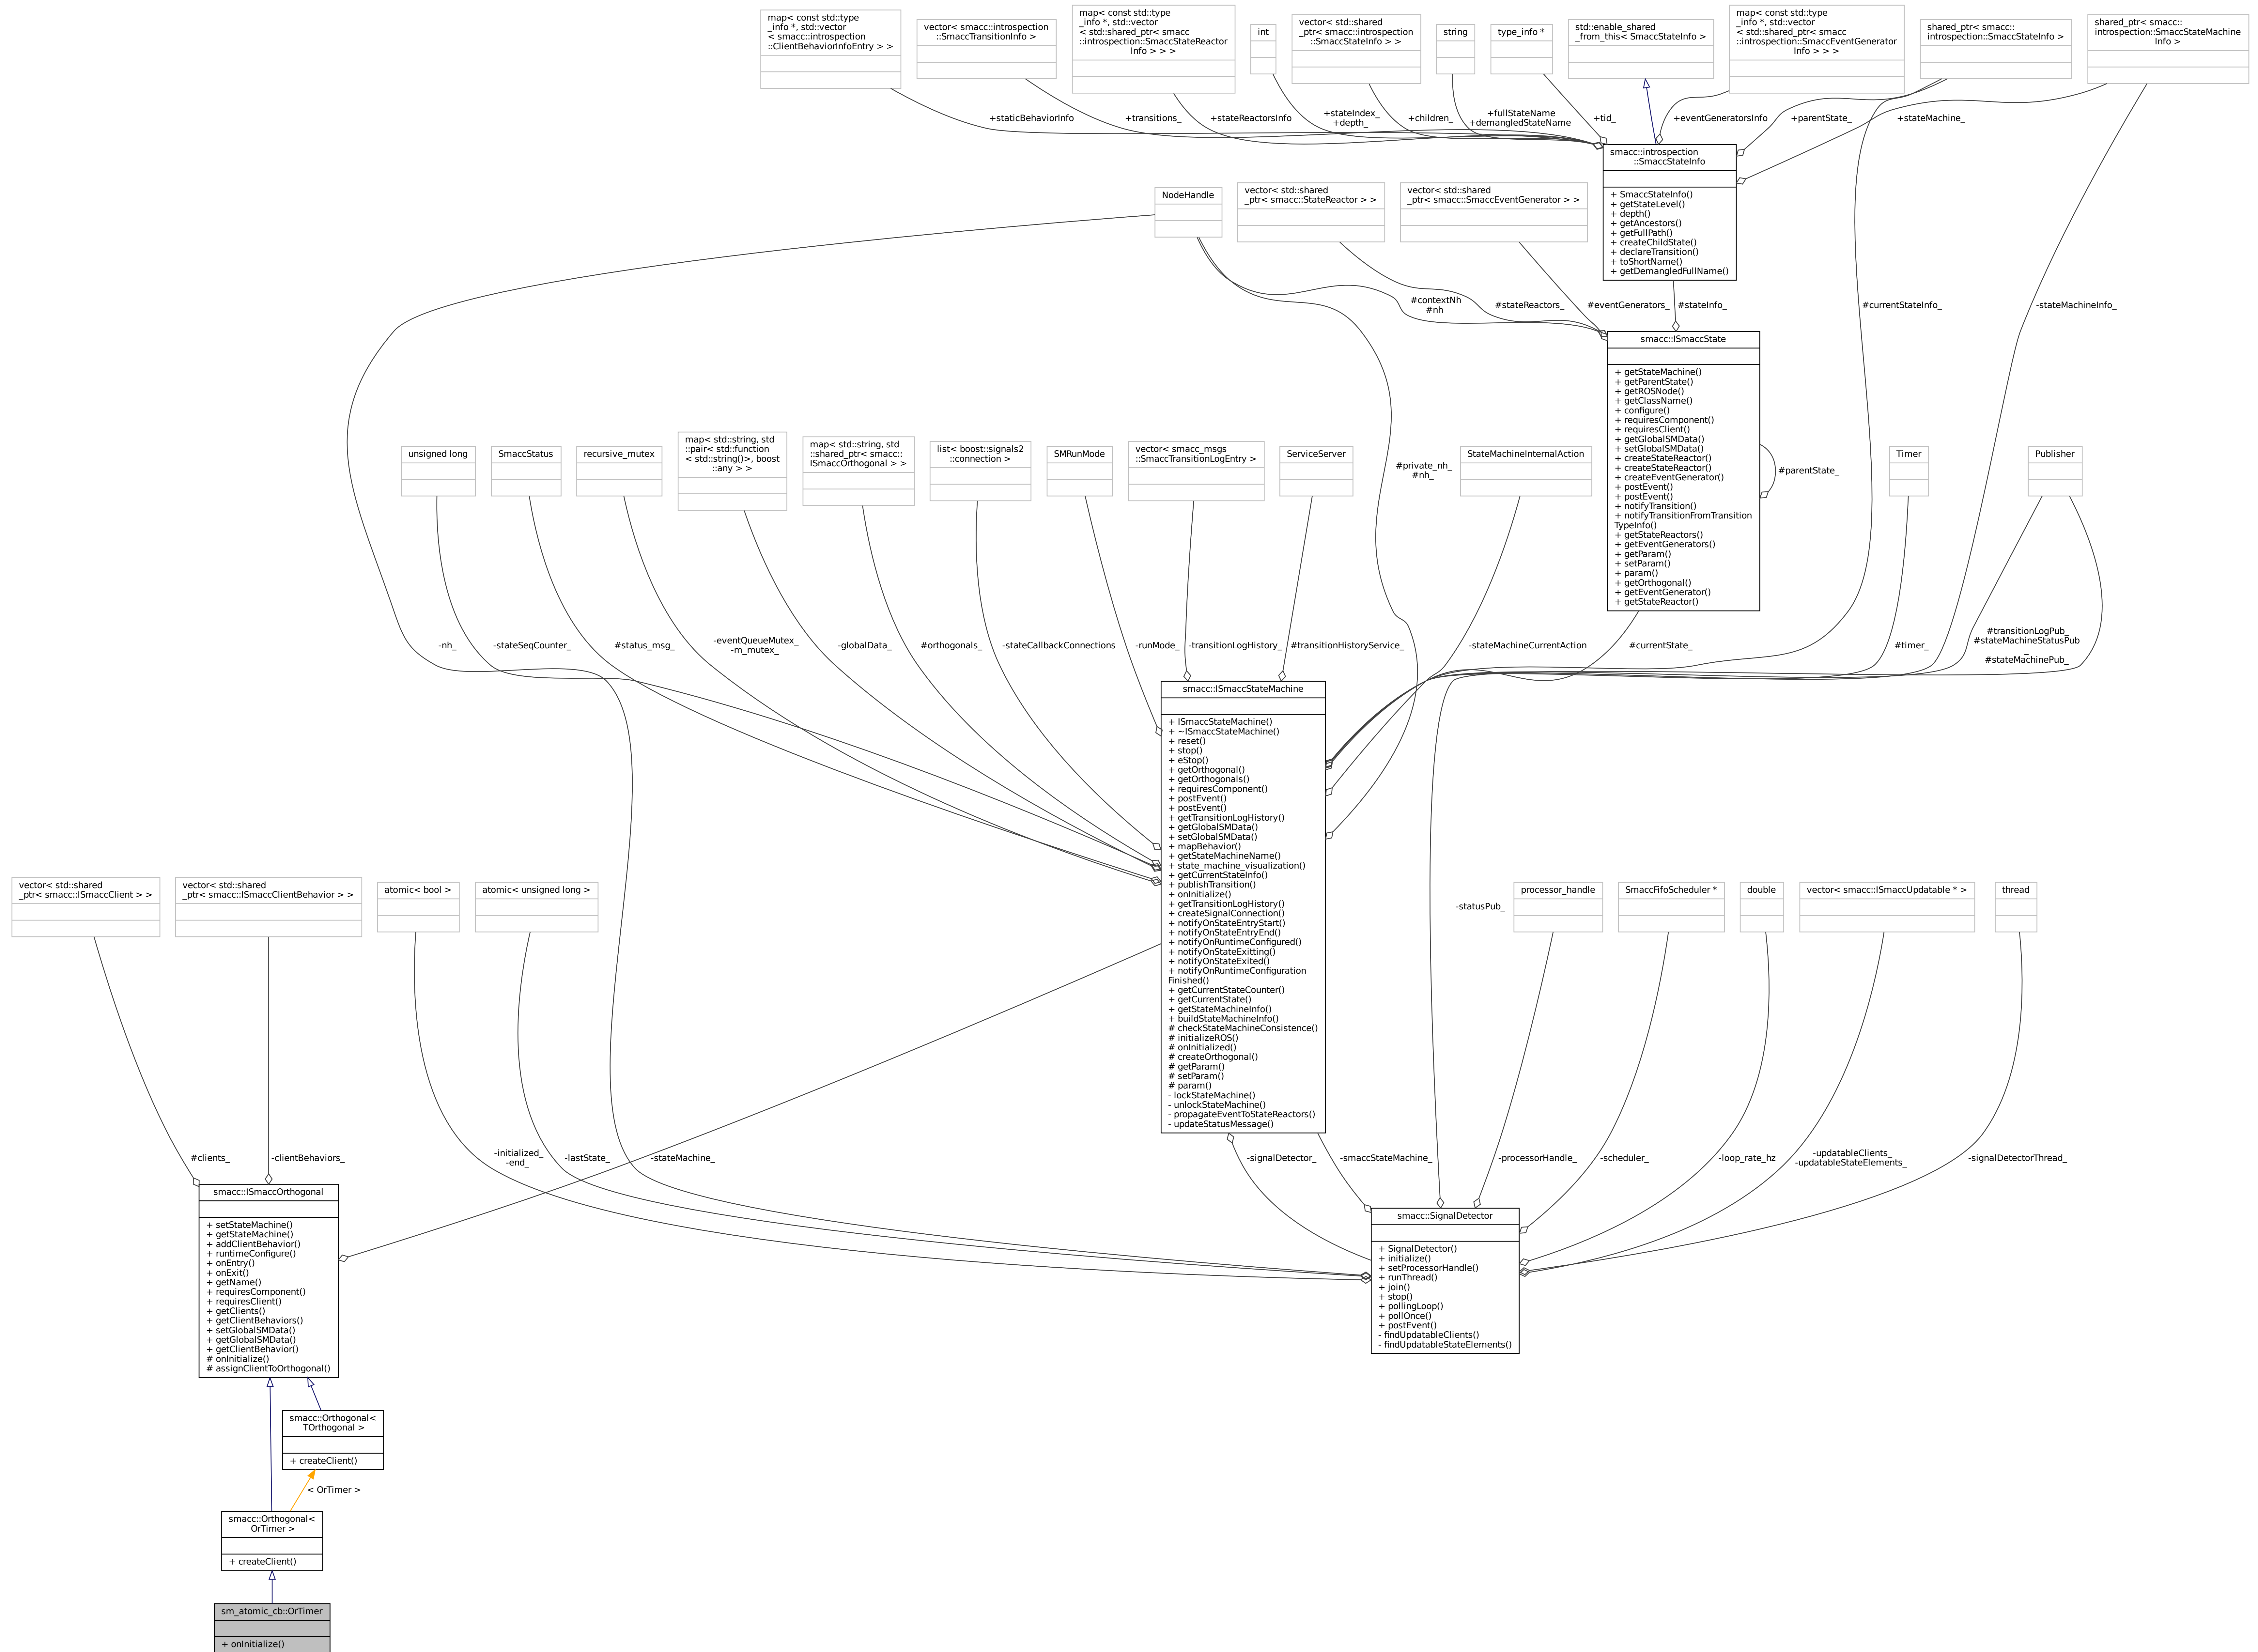 map< const std::type
_info *, std::vector
< smacc::introspection
::ClientBehaviorInfoEntry > >
vector< smacc::introspection
::SmaccTransitionInfo >
map< const std::type
_info *, std::vector
< std::shared_ptr< smacc
::introspection::SmaccStateReactor
Info > > >
int
vector< std::shared
_ptr< smacc::introspection
::SmaccStateInfo > >
string
type_info *
std::enable_shared
_from_this< SmaccStateInfo >
map< const std::type
_info *, std::vector
< std::shared_ptr< smacc
::introspection::SmaccEventGenerator
Info > > >
shared_ptr< smacc::
introspection::SmaccStateInfo >
shared_ptr< smacc::
introspection::SmaccStateMachine
Info >
+staticBehaviorInfo
+transitions_
+stateReactorsInfo
+stateIndex_
+depth_
+children_
+fullStateName
+demangledStateName
+tid_
+eventGeneratorsInfo
+parentState_
+stateMachine_
smacc::introspection
::SmaccStateInfo
+ SmaccStateInfo()
+ getStateLevel()
+ depth()
+ getAncestors()
+ getFullPath()
+ createChildState()
+ declareTransition()
+ toShortName()
+ getDemangledFullName()
NodeHandle
vector< std::shared
_ptr< smacc::StateReactor > >
vector< std::shared
_ptr< smacc::SmaccEventGenerator > >
#contextNh
#nh
#stateReactors_
#eventGenerators_
#stateInfo_
#currentStateInfo_
-stateMachineInfo_
smacc::ISmaccState
+ getStateMachine()
+ getParentState()
+ getROSNode()
+ getClassName()
+ configure()
+ requiresComponent()
+ requiresClient()
+ getGlobalSMData()
+ setGlobalSMData()
+ createStateReactor()
+ createStateReactor()
+ createEventGenerator()
+ postEvent()
+ postEvent()
+ notifyTransition()
+ notifyTransitionFromTransition
TypeInfo()
+ getStateReactors()
+ getEventGenerators()
+ getParam()
+ setParam()
+ param()
+ getOrthogonal()
+ getEventGenerator()
+ getStateReactor()
#parentState_
unsigned long
SmaccStatus
recursive_mutex
map< std::string, std
::pair< std::function
< std::string()>, boost
::any > >
map< std::string, std
::shared_ptr< smacc::
ISmaccOrthogonal > >
list< boost::signals2
::connection >
SMRunMode
vector< smacc_msgs
::SmaccTransitionLogEntry >
ServiceServer
#private_nh_
#nh_
StateMachineInternalAction
Timer
Publisher
-nh_
-stateSeqCounter_
#status_msg_
-eventQueueMutex_
-m_mutex_
-globalData_
#orthogonals_
-stateCallbackConnections
-runMode_
-transitionLogHistory_
#transitionHistoryService_
-stateMachineCurrentAction
#currentState_
#timer_
#transitionLogPub_
#stateMachineStatusPub
_
#stateMachinePub_
smacc::ISmaccStateMachine
+ ISmaccStateMachine()
+ ~ISmaccStateMachine()
+ reset()
+ stop()
+ eStop()
+ getOrthogonal()
+ getOrthogonals()
+ requiresComponent()
+ postEvent()
+ postEvent()
+ getTransitionLogHistory()
+ getGlobalSMData()
+ setGlobalSMData()
+ mapBehavior()
+ getStateMachineName()
+ state_machine_visualization()
+ getCurrentStateInfo()
+ publishTransition()
+ onInitialize()
+ getTransitionLogHistory()
+ createSignalConnection()
+ notifyOnStateEntryStart()
+ notifyOnStateEntryEnd()
+ notifyOnRuntimeConfigured()
+ notifyOnStateExitting()
+ notifyOnStateExited()
+ notifyOnRuntimeConfiguration
Finished()
+ getCurrentStateCounter()
+ getCurrentState()
+ getStateMachineInfo()
+ buildStateMachineInfo()
# checkStateMachineConsistence()
# initializeROS()
# onInitialized()
# createOrthogonal()
# getParam()
# setParam()
# param()
- lockStateMachine()
- unlockStateMachine()
- propagateEventToStateReactors()
- updateStatusMessage()
vector< std::shared
_ptr< smacc::ISmaccClient > >
vector< std::shared
_ptr< smacc::ISmaccClientBehavior > >
atomic< bool >
atomic< unsigned long >
-statusPub_
processor_handle
SmaccFifoScheduler *
double
vector< smacc::ISmaccUpdatable * >
thread
#clients_
-clientBehaviors_
-initialized_
-end_
-lastState_
-stateMachine_
-signalDetector_
-smaccStateMachine_
-processorHandle_
-scheduler_
-loop_rate_hz
-updatableClients_
-updatableStateElements_
-signalDetectorThread_
smacc::ISmaccOrthogonal
+ setStateMachine()
+ getStateMachine()
+ addClientBehavior()
+ runtimeConfigure()
+ onEntry()
+ onExit()
+ getName()
+ requiresComponent()
+ requiresClient()
+ getClients()
+ getClientBehaviors()
+ setGlobalSMData()
+ getGlobalSMData()
+ getClientBehavior()
# onInitialize()
# assignClientToOrthogonal()
smacc::SignalDetector
+ SignalDetector()
+ initialize()
+ setProcessorHandle()
+ runThread()
+ join()
+ stop()
+ pollingLoop()
+ pollOnce()
+ postEvent()
- findUpdatableClients()
- findUpdatableStateElements()
smacc::Orthogonal<
TOrthogonal >
+ createClient()
< OrTimer >
smacc::Orthogonal<
OrTimer >
+ createClient()
sm_atomic_cb::OrTimer
+ onInitialize()